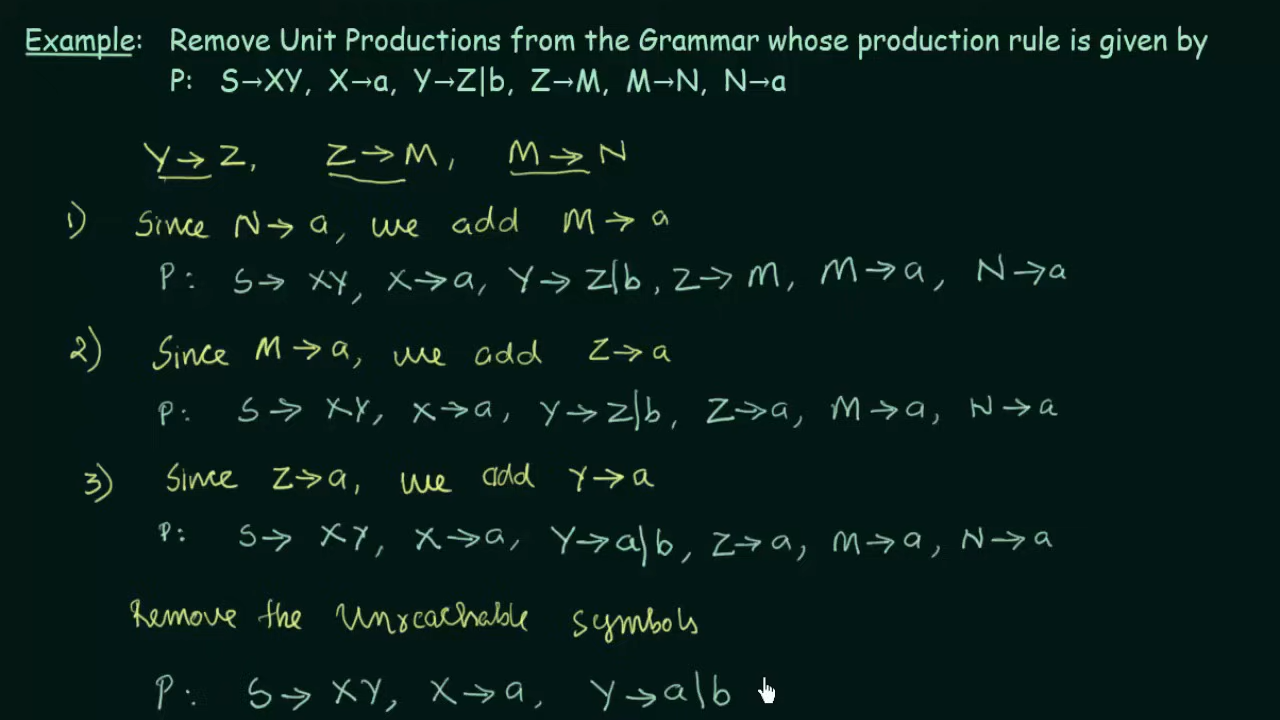 Example: Remove Unit Productions from the Grammar whose production rule is given by
P: S→XY, X→a, Y→Z|b, Z→M, M→N, N→a
Y→Z, Z→M, M→N
1) Since N→a, we add M→a
P: S→XY, X→a, Y→Z|b, Z→M, M→a, N→a
2) Since M→a, we add Z→a
P: S→XY, X→a, Y→Z|b, Z→a, M→a, N→a
3) Since Z→a, we add Y→a
P: S→XY, X→a, Y→a|b, Z→a, M→a, N→a
Remove the Unreachable symbols
P: S→XY, X→a, Y→a|b